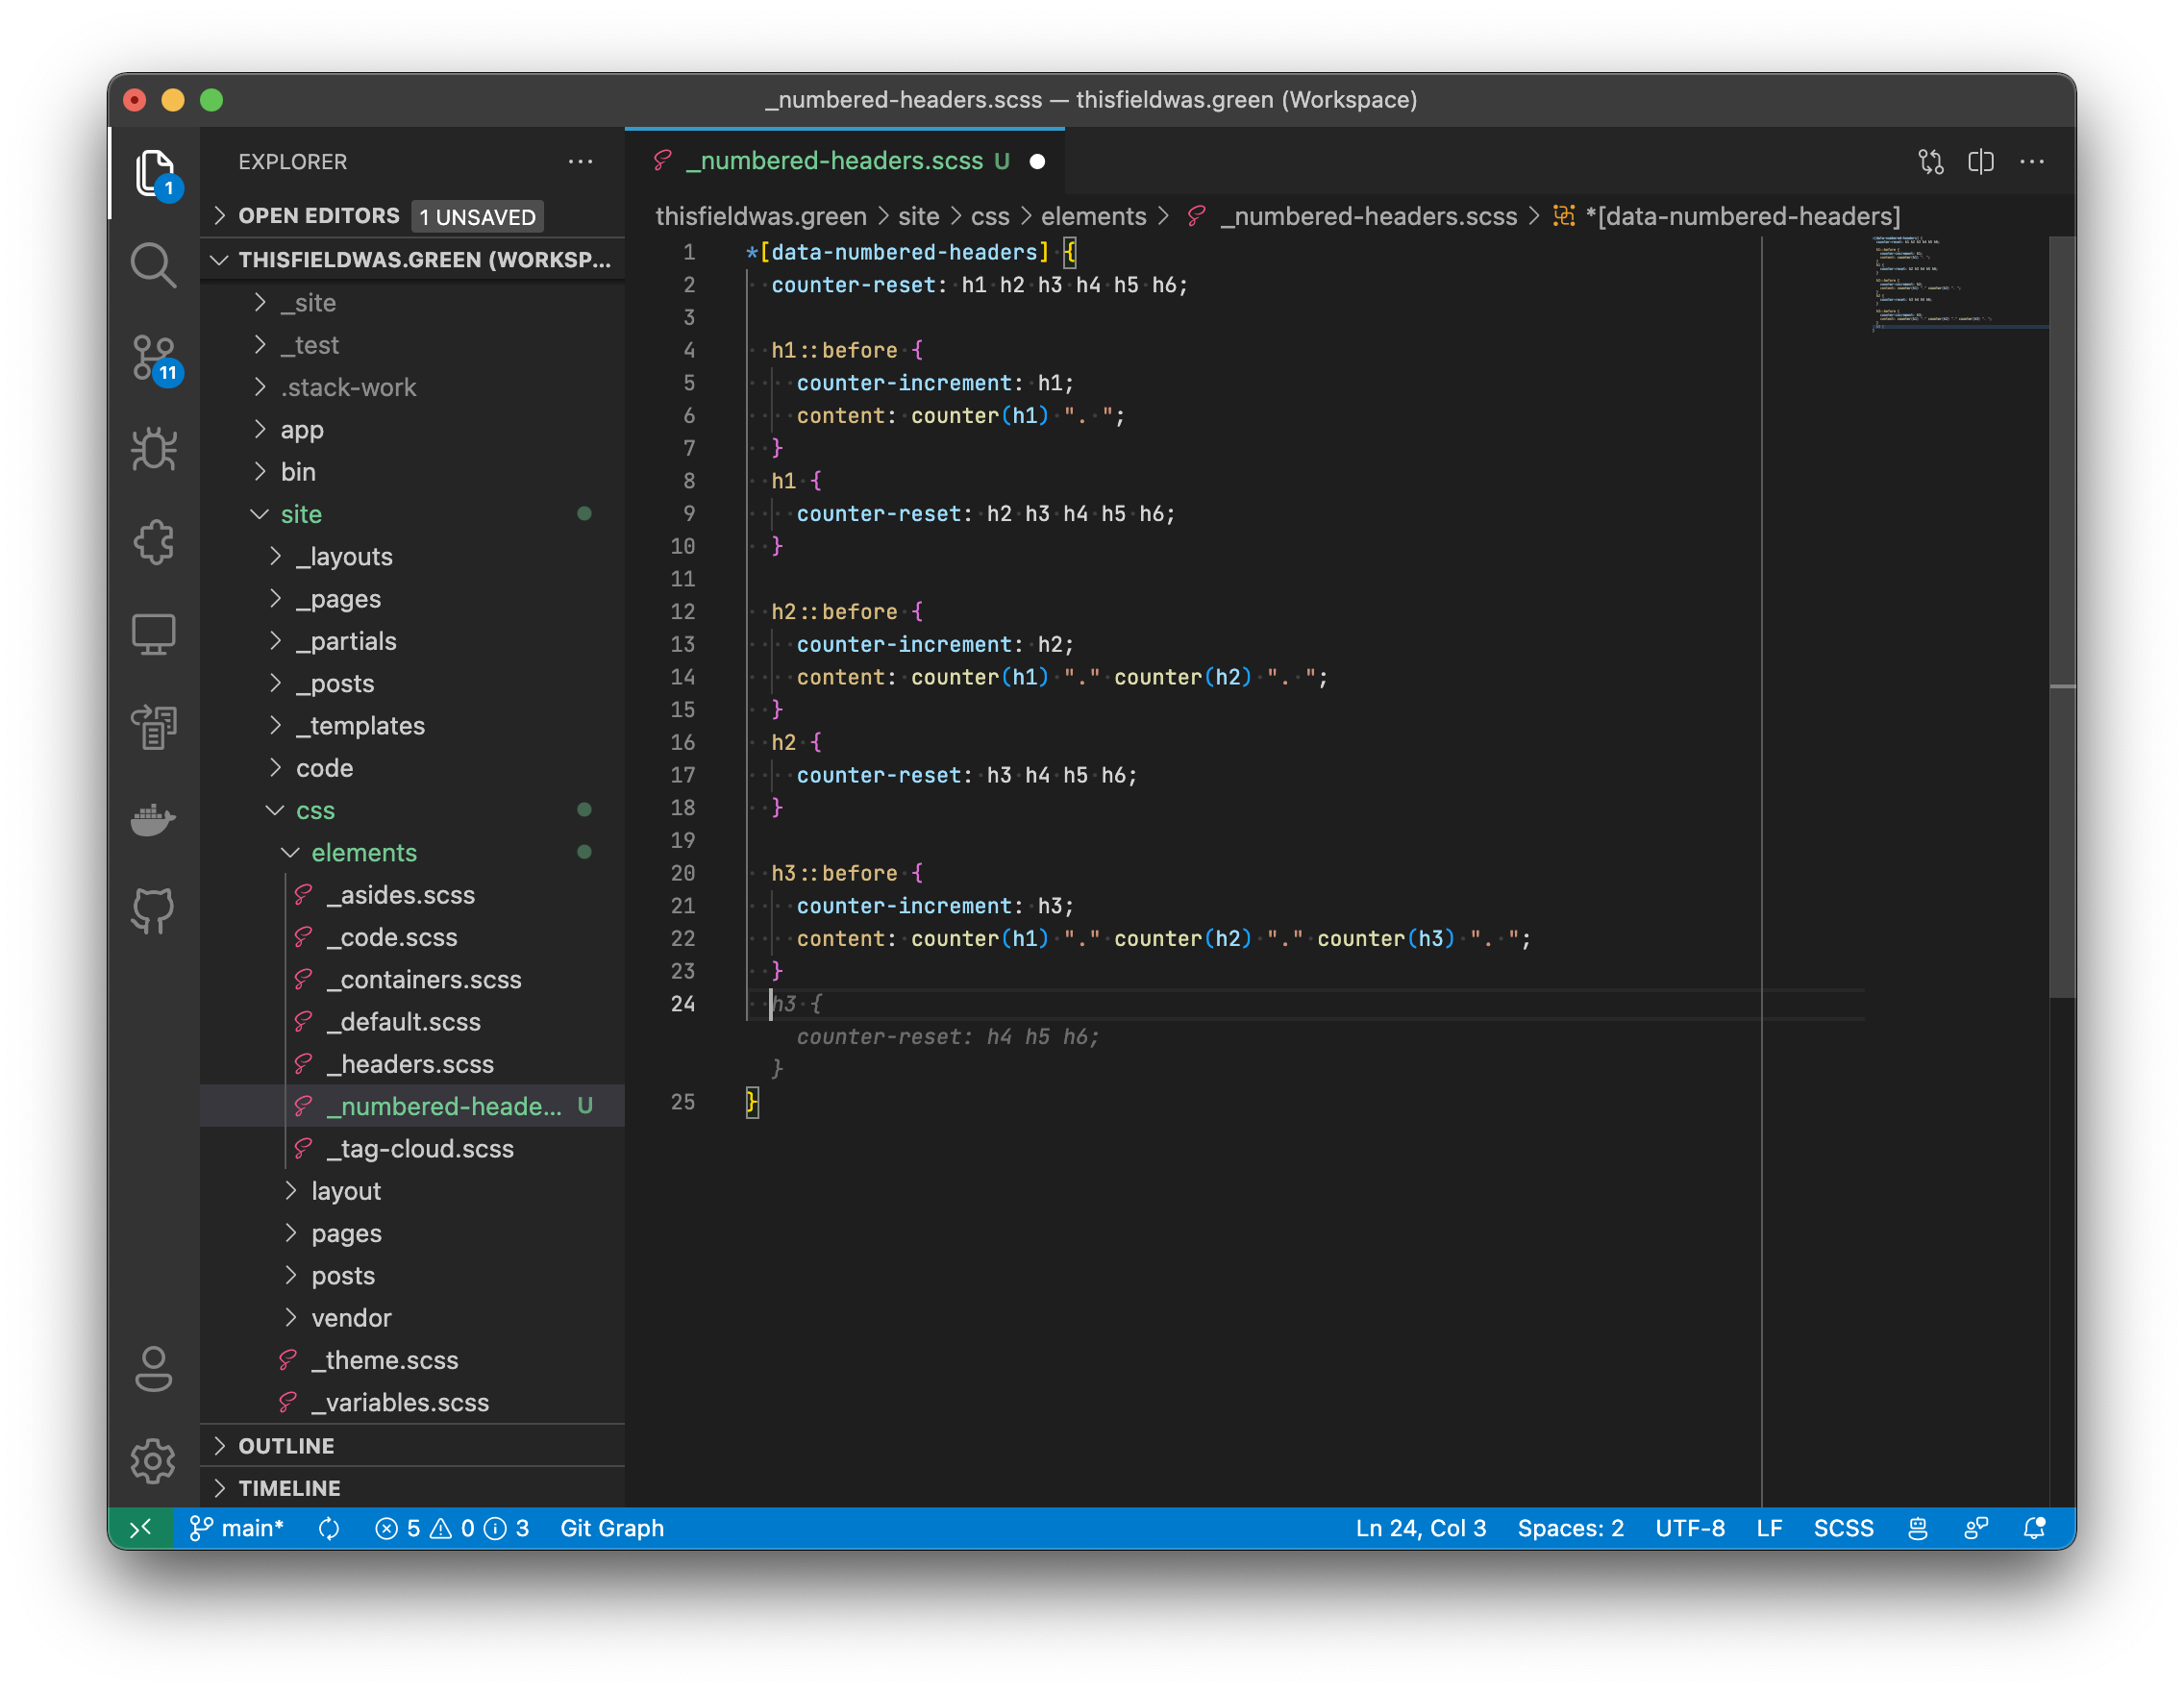 _numbered-headers.scss — thisfieldwas.green (Workspace)
EXPLORER
OPEN EDITORS 1 UNSAVED
THISFIELDWAS.GREEN (WORKSP...
_site
_test
.stack-work
app
bin
site
_layouts
_pages
_partials
_posts
_templates
code
css
elements
_asides.scss
_code.scss
_containers.scss
_default.scss
_headers.scss
_numbered-heade... U
_tag-cloud.scss
layout
pages
posts
vendor
_theme.scss
_variables.scss
OUTLINE
TIMELINE
1
11
_numbered-headers.scss U
thisfieldwas.green > site > css > elements > _numbered-headers.scss > *[data-numbered-headers]
1 *[data-numbered-headers] {
2 counter-reset: h1 h2 h3 h4 h5 h6;
3
4 h1::before {
5 counter-increment: h1;
6 content: counter(h1) ". ";
7 }
8 h1 {
9 counter-reset: h2 h3 h4 h5 h6;
10 }
11
12 h2::before {
13 counter-increment: h2;
14 content: counter(h1) "." counter(h2) ". ";
15 }
16 h2 {
17 counter-reset: h3 h4 h5 h6;
18 }
19
20 h3::before {
21 counter-increment: h3;
22 content: counter(h1) "." counter(h2) "." counter(h3) ". ";
23 }
24 h3 {
counter-reset: h4 h5 h6;
}
25 }
main* 5 0 3 Git Graph Ln 24, Col 3 Spaces: 2 UTF-8 LF SCSS